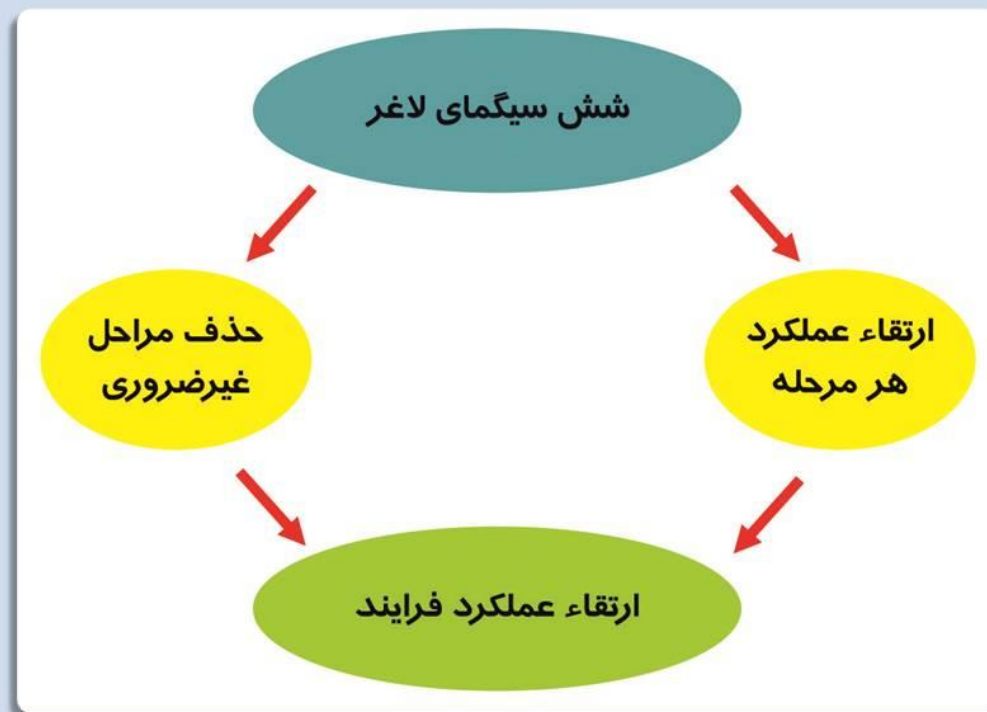 شش سیگمای لاغر
ارتقاء عملکرد
هر مرحله
حذف مراحل
غیرضروری
ارتقاء عملکرد فرایند